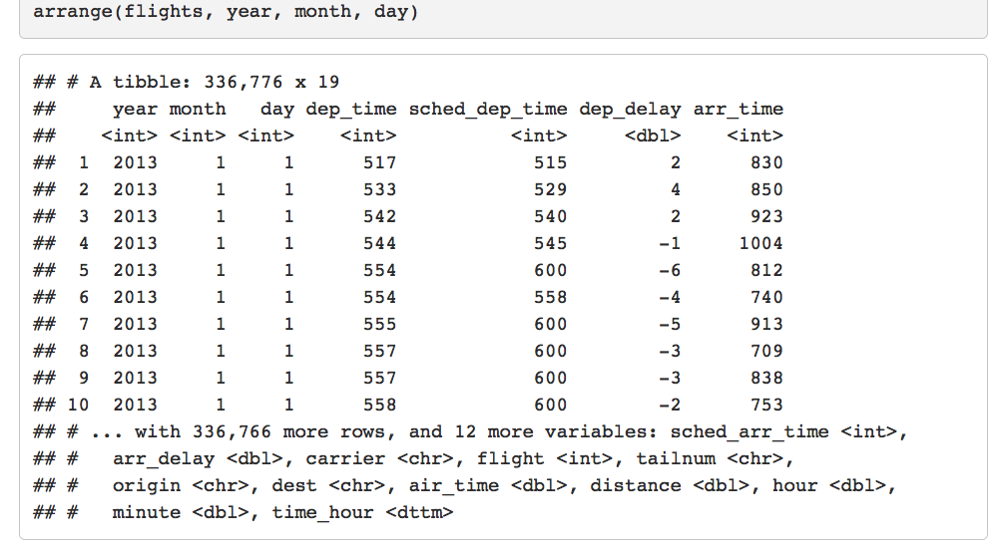 arrange(flights, year, month, day)
## # A tibble: 336,776 x 19
##     year month   day dep_time sched_dep_time dep_delay arr_time
##    <int> <int> <int>    <int>          <int>     <dbl>    <int>
##  1  2013     1     1      517            515         2      830
##  2  2013     1     1      533            529         4      850
##  3  2013     1     1      542            540         2      923
##  4  2013     1     1      544            545        -1     1004
##  5  2013     1     1      554            600        -6      812
##  6  2013     1     1      554            558        -4      740
##  7  2013     1     1      555            600        -5      913
##  8  2013     1     1      557            600        -3      709
##  9  2013     1     1      557            600        -3      838
## 10  2013     1     1      558            600        -2      753
## # ... with 336,766 more rows, and 12 more variables: sched_arr_time <int>,
## #   arr_delay <dbl>, carrier <chr>, flight <int>, tailnum <chr>,
## #   origin <chr>, dest <chr>, air_time <dbl>, distance <dbl>, hour <dbl>,
## #   minute <dbl>, time_hour <dttm>